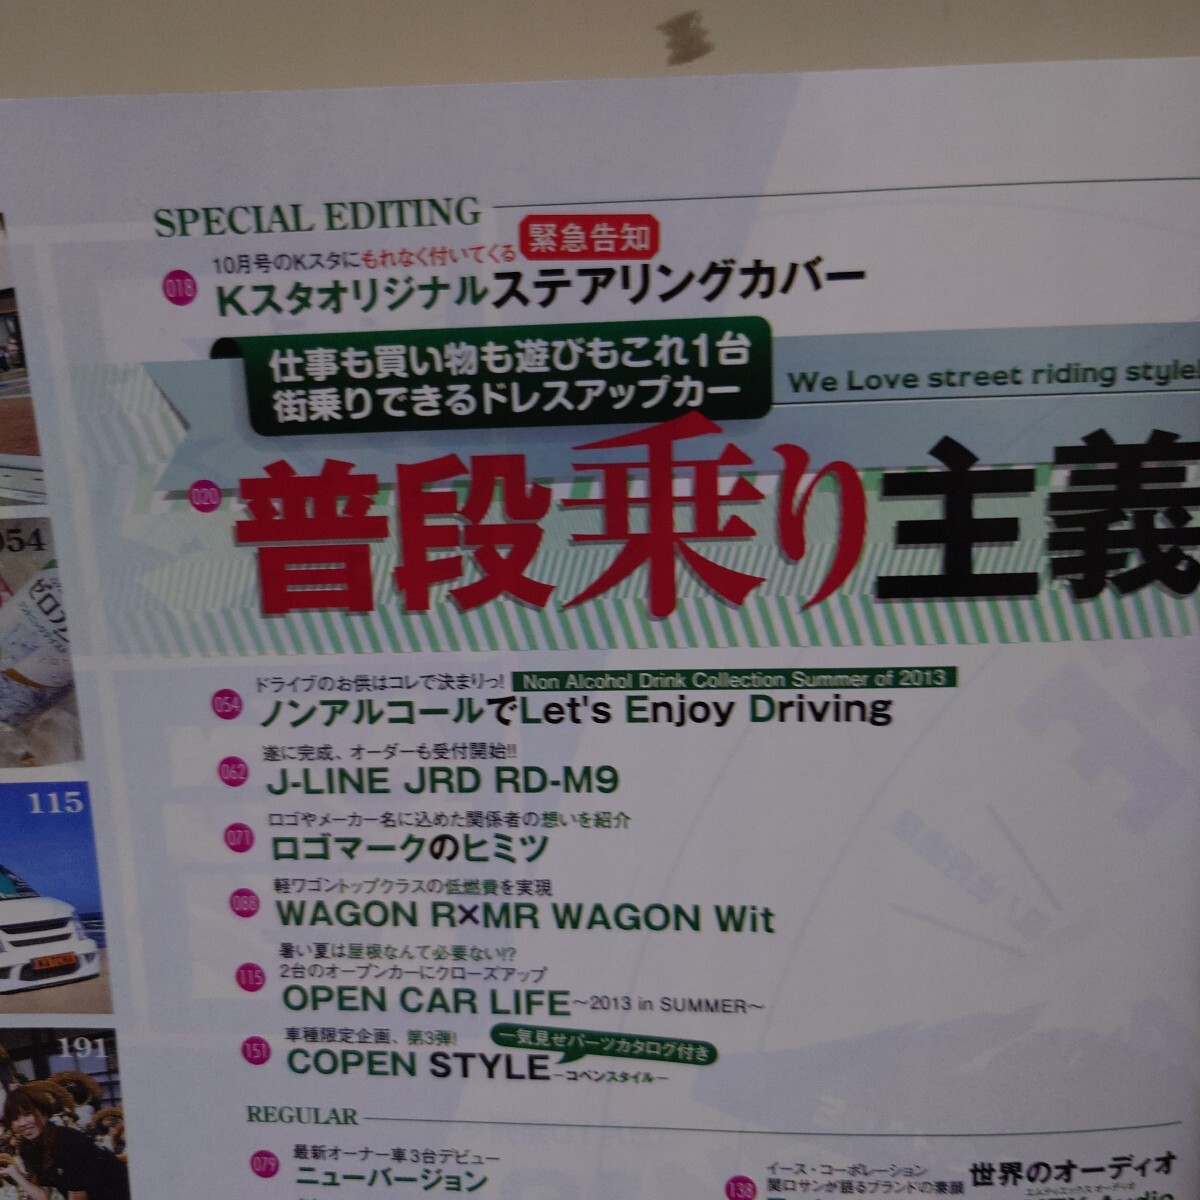 SPECIAL EDITING
10月号のKスタにもれなく付いてくる 緊急告知
018 Kスタオリジナルステアリングカバー
仕事も買い物も遊びもこれ1台
街乗りできるドレスアップカー
We Love street riding style!
020 普段乗り主義
054
ドライブのお供はコレで決まりっ! Non Alcohol Drink Collection Summer of 2013
054 ノンアルコールでLet's Enjoy Driving
遂に完成、オーダーも受付開始!!
062 J-LINE JRD RD-M9
ロゴやメーカー名に込めた関係者の想いを紹介
071 ロゴマークのヒミツ
115
軽ワゴントップクラスの低燃費を実現
088 WAGON R×MR WAGON Wit
暑い夏は屋根なんて必要ない!?
2台のオープンカーにクローズアップ
115 OPEN CAR LIFE〜2013 in SUMMER〜
車種限定企画、第3弾! 一気見せパーツカタログ付き
151 COPEN STYLE−コペンスタイル−
191
REGULAR
最新オーナー車3台デビュー
079 ニューバージョン
イース・コーポレーション
関ロサンが語るブランドの素顔
138
世界のオーディオ